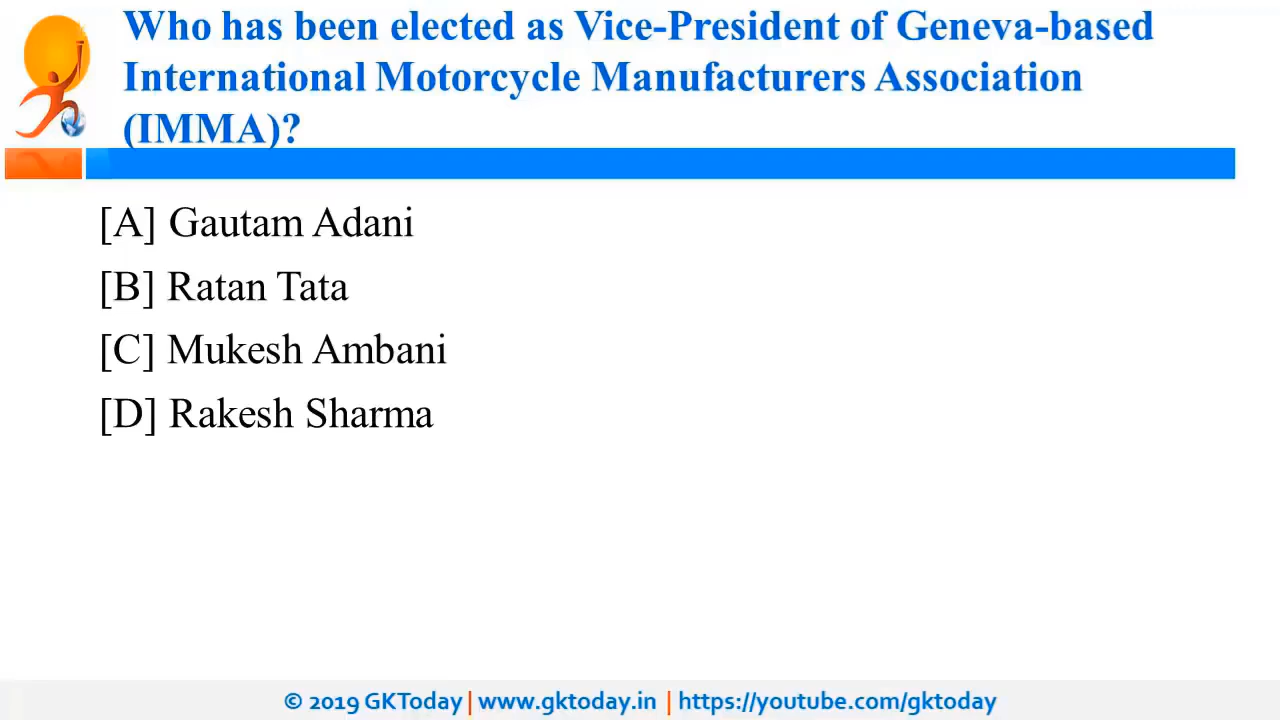 Who has been elected as Vice-President of Geneva-based
International Motorcycle Manufacturers Association
(IMMA)?
[A] Gautam Adani
[B] Ratan Tata
[C] Mukesh Ambani
[D] Rakesh Sharma
© 2019 GKToday | www.gktoday.in | https://youtube.com/gktoday